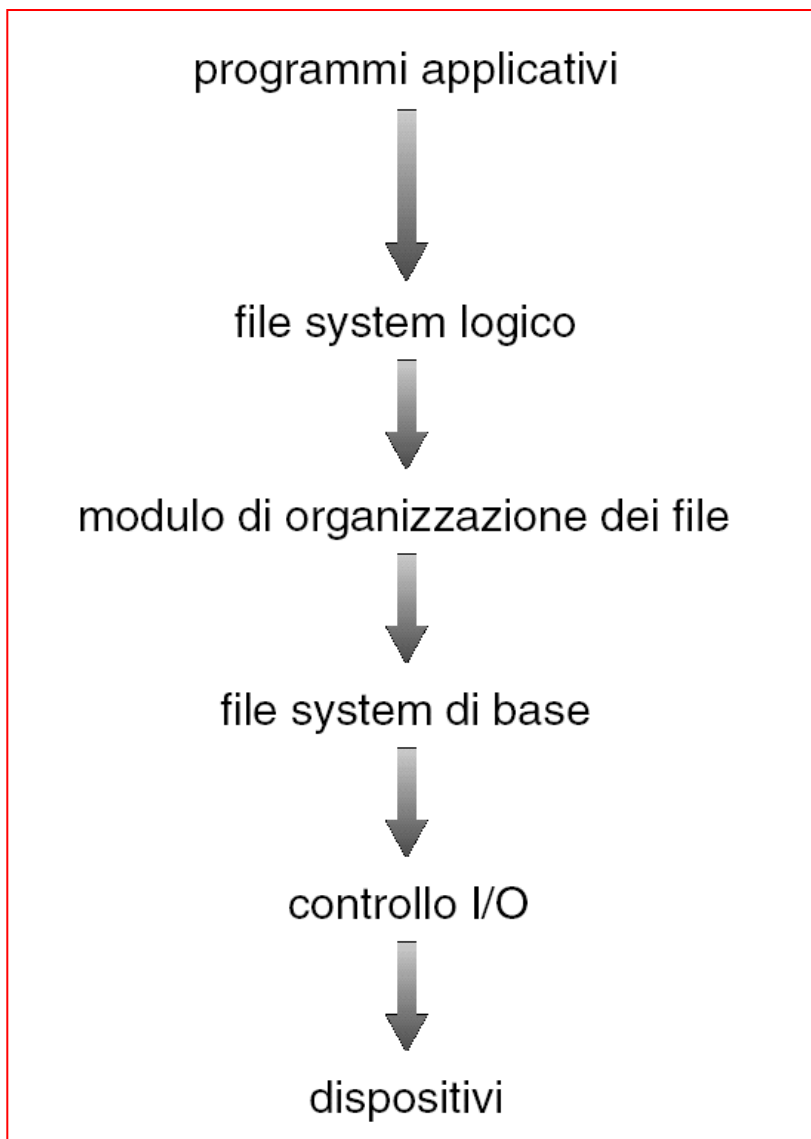 programmi applicativi
file system logico
modulo di organizzazione dei file
file system di base
controllo I/O
dispositivi